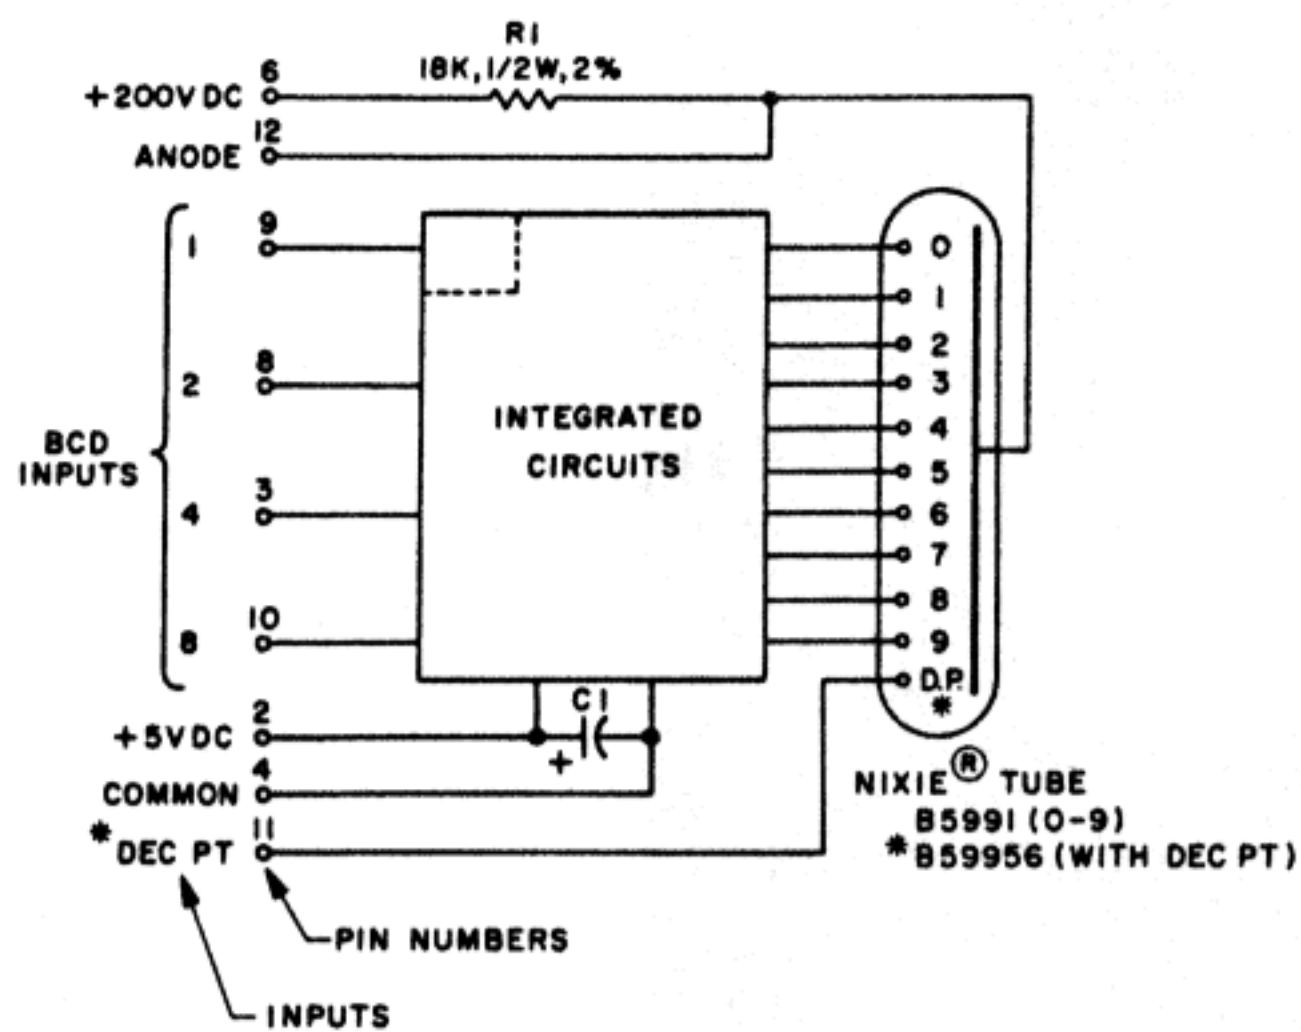 R1
18K, 1/2W, 2%
+200V DC 6
ANODE 12
BCD
INPUTS
1 9
2 8
4 3
8 10
INTEGRATED
CIRCUITS
0
1
2
3
4
5
6
7
8
9
D.P.
*
C1
+
+5VDC 2
COMMON 4
*DEC PT 11
NIXIE ® TUBE
B5991 (0-9)
* B59956 (WITH DEC PT)
PIN NUMBERS
INPUTS